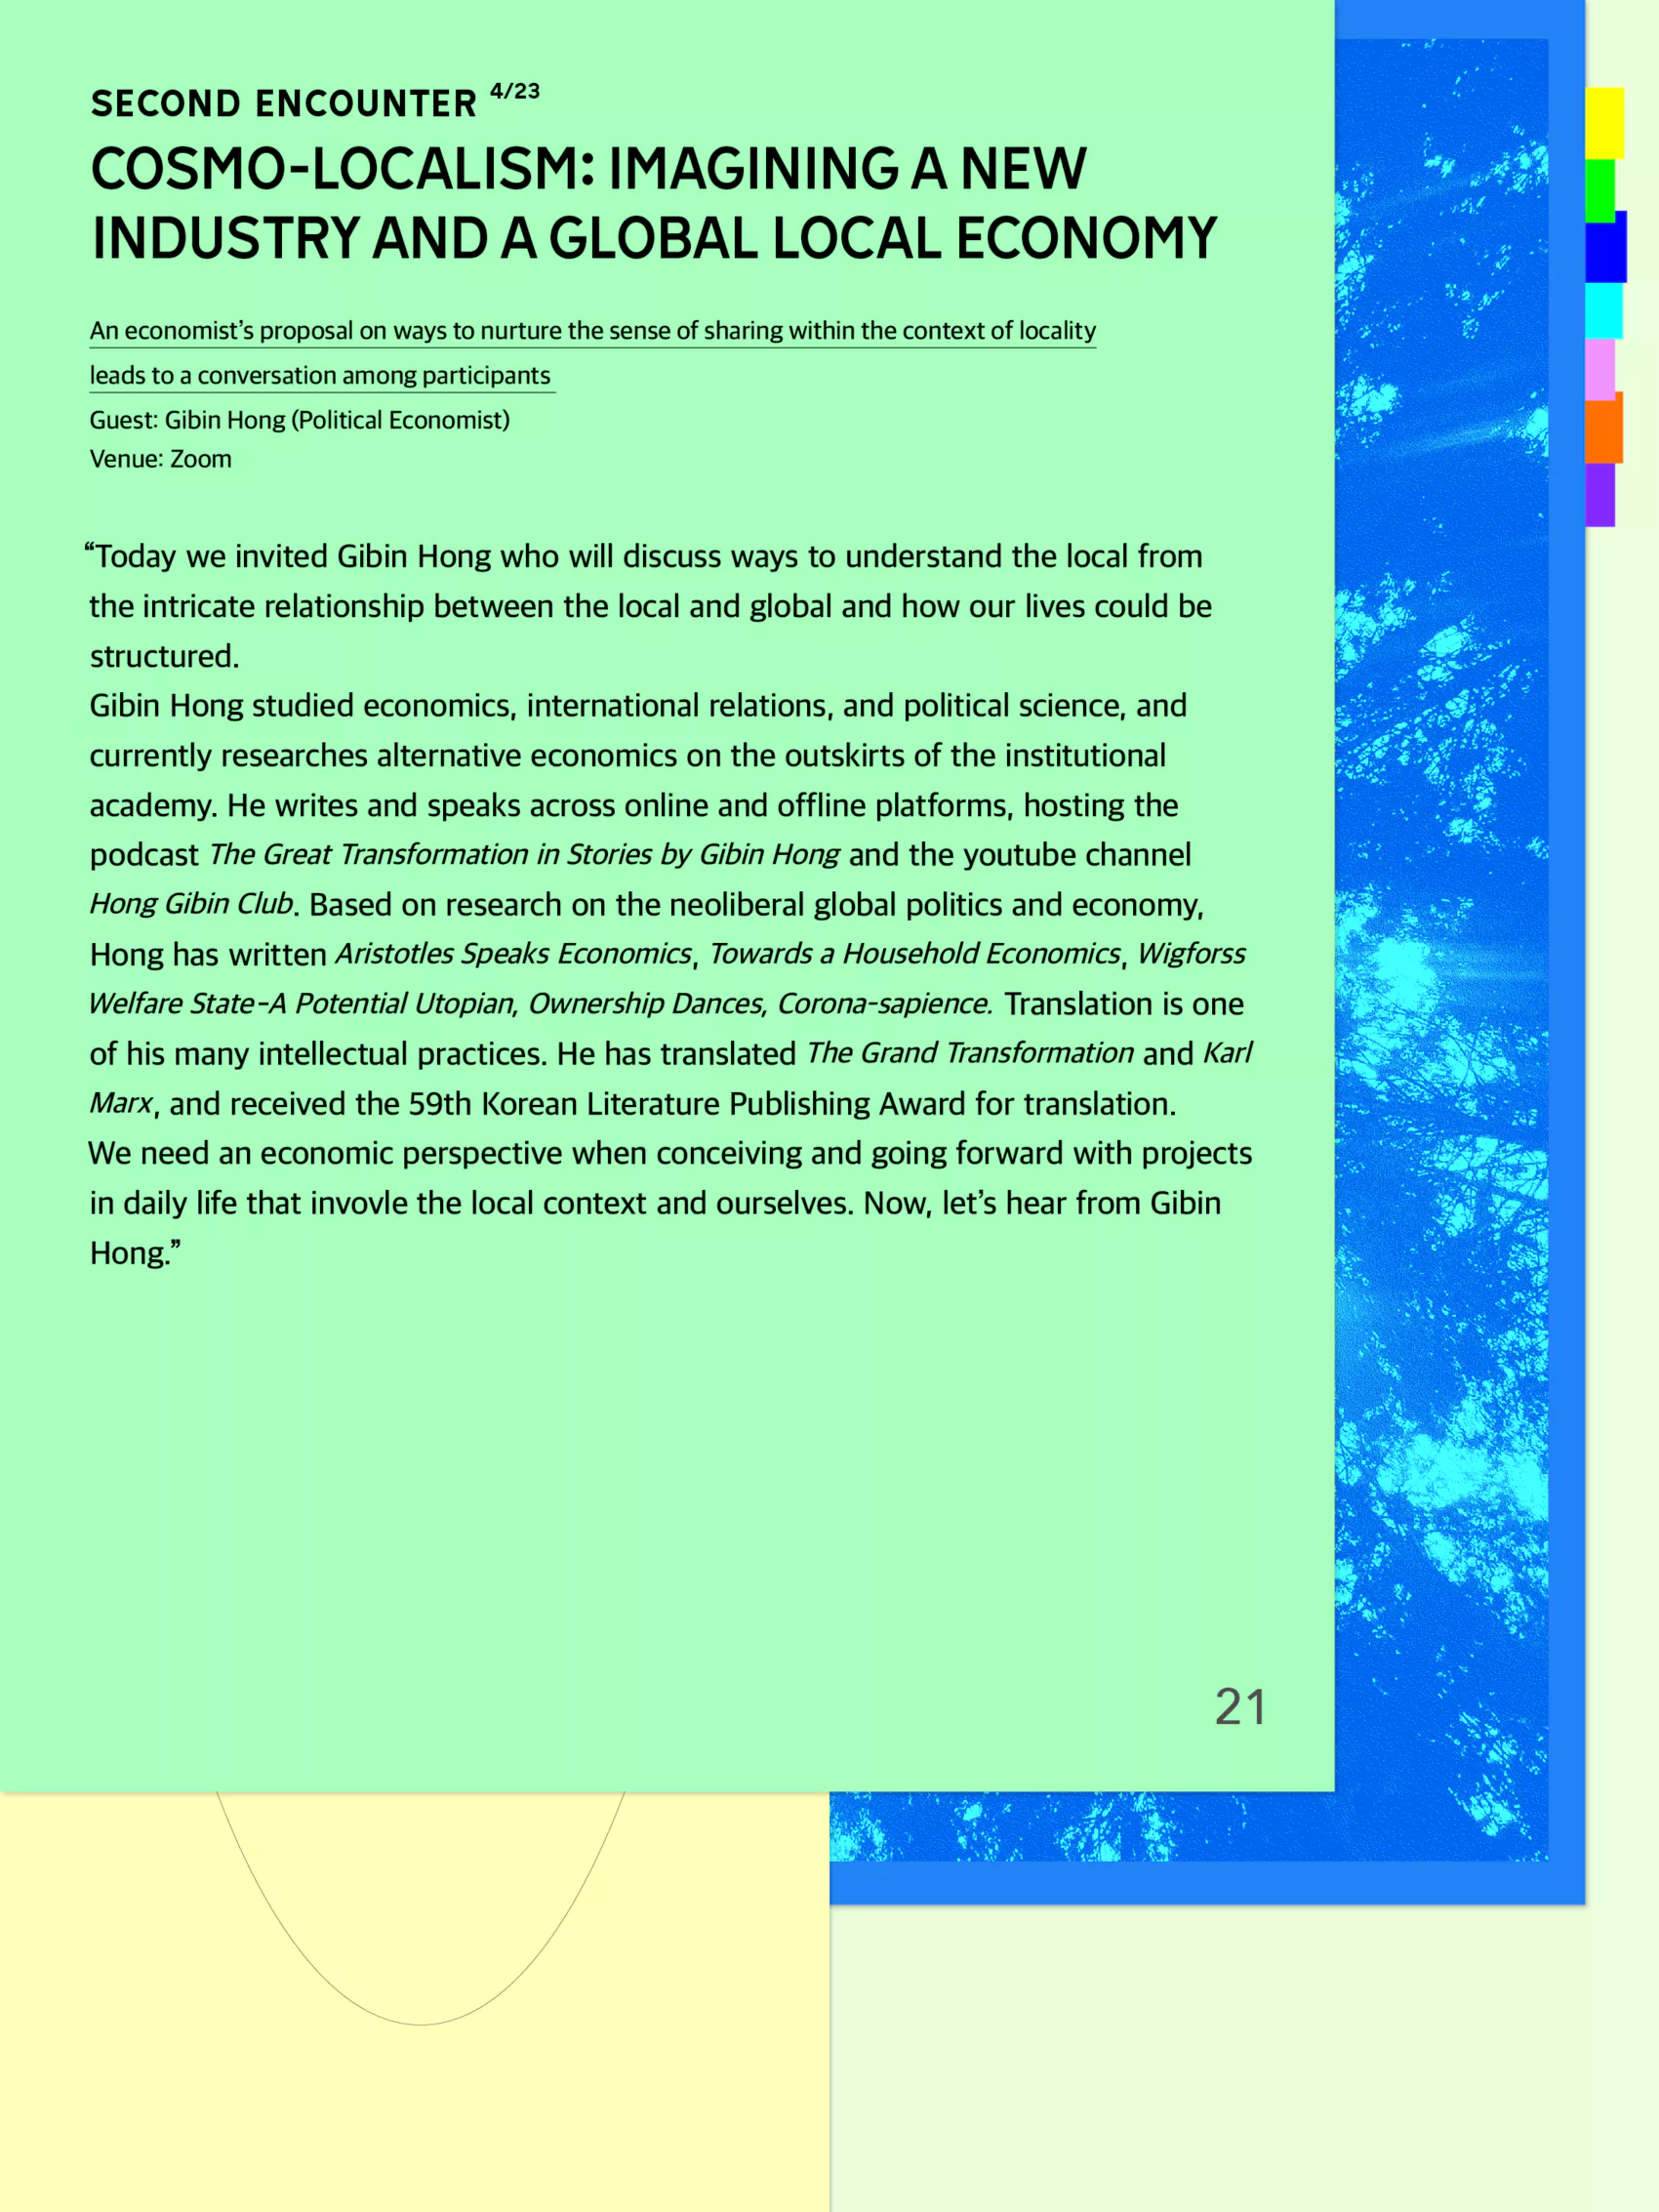 SECOND ENCOUNTER 4/23
COSMO-LOCALISM: IMAGINING A NEW
INDUSTRY AND A GLOBAL LOCAL ECONOMY
An economist’s proposal on ways to nurture the sense of sharing within the context of locality
leads to a conversation among participants
Guest: Gibin Hong (Political Economist)
Venue: Zoom
“Today we invited Gibin Hong who will discuss ways to understand the local from
the intricate relationship between the local and global and how our lives could be
structured.
Gibin Hong studied economics, international relations, and political science, and
currently researches alternative economics on the outskirts of the institutional
academy. He writes and speaks across online and offline platforms, hosting the
podcast The Great Transformation in Stories by Gibin Hong and the youtube channel
Hong Gibin Club. Based on research on the neoliberal global politics and economy,
Hong has written Aristotles Speaks Economics, Towards a Household Economics, Wigforss
Welfare State-A Potential Utopian, Ownership Dances, Corona-sapience. Translation is one
of his many intellectual practices. He has translated The Grand Transformation and Karl
Marx, and received the 59th Korean Literature Publishing Award for translation.
We need an economic perspective when conceiving and going forward with projects
in daily life that invovle the local context and ourselves. Now, let’s hear from Gibin
Hong.”
21